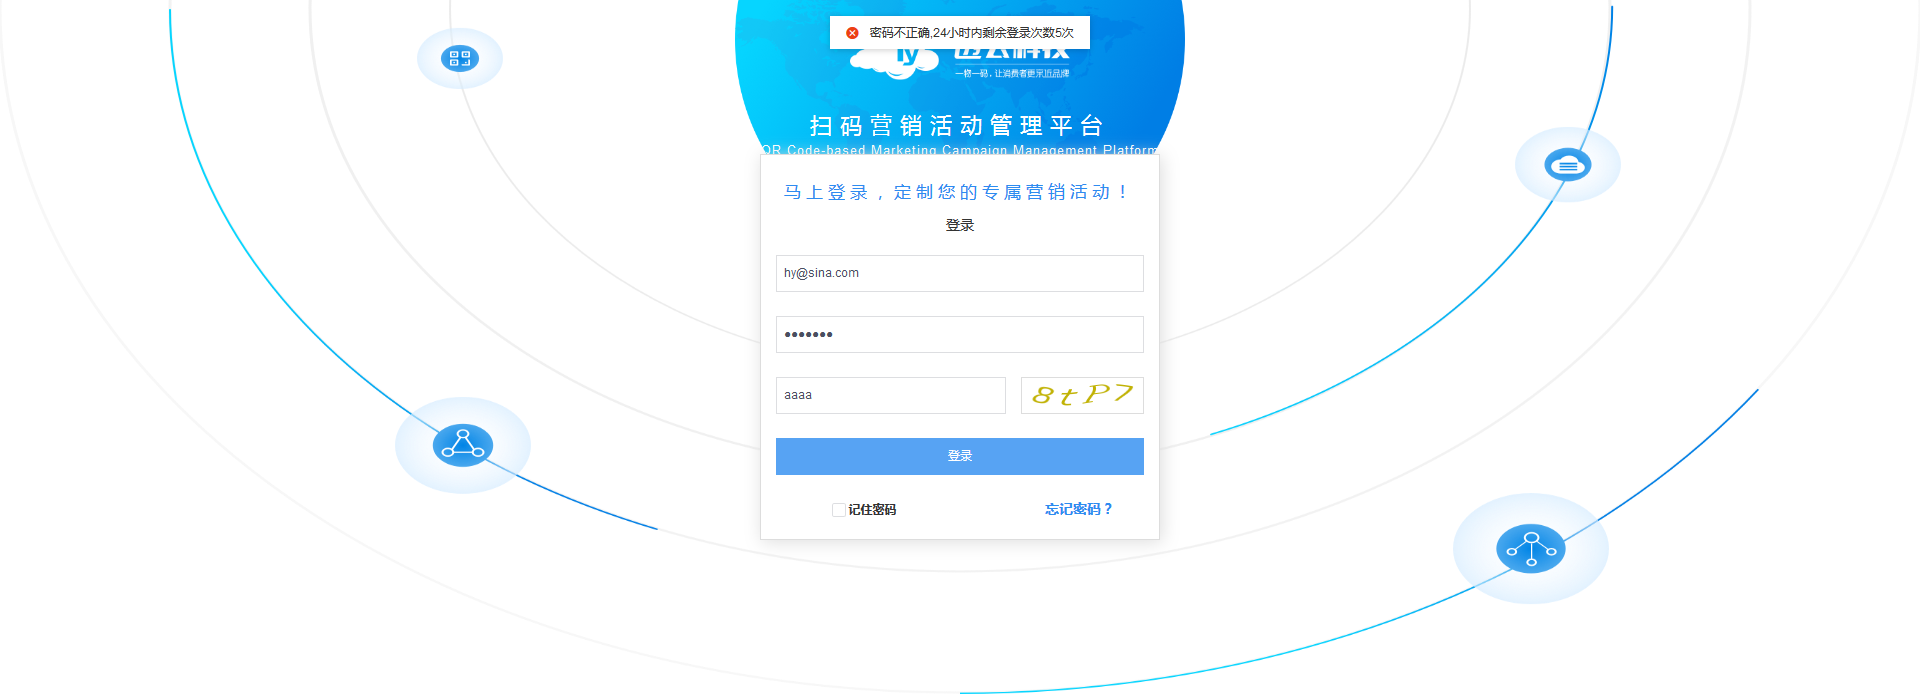 密码不正确,24小时内剩余登录次数5次
hy
一物一码，让消费者更亲近品牌
扫码营销活动管理平台
QR Code-based Marketing Campaign Management Platform
马上登录，定制您的专属营销活动！
登录
hy@sina.com
•••••••
aaaa
8tP7
登录
记住密码
忘记密码？